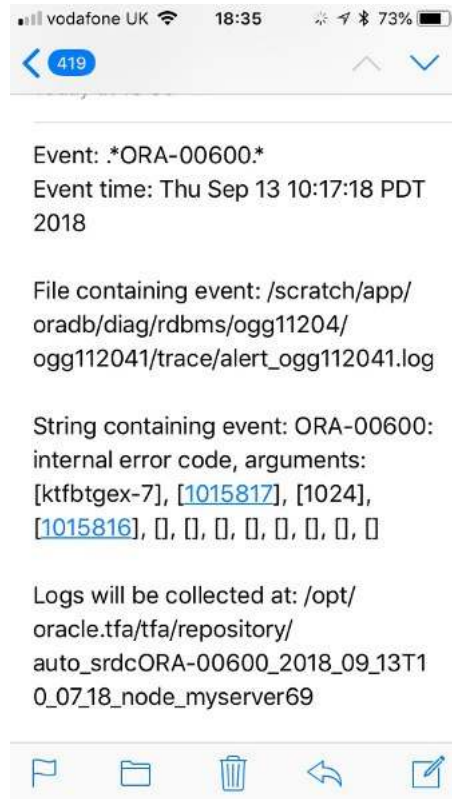 vodafone UK 18:35 73%
419
Event: .*ORA-00600.*
Event time: Thu Sep 13 10:17:18 PDT
2018
File containing event: /scratch/app/
oradb/diag/rdbms/ogg11204/
ogg112041/trace/alert_ogg112041.log
String containing event: ORA-00600:
internal error code, arguments:
[ktfbtgex-7], [1015817], [1024],
[1015816], [], [], [], [], [], [], [], []
Logs will be collected at: /opt/
oracle.tfa/tfa/repository/
auto_srdcORA-00600_2018_09_13T1
0_07_18_node_myserver69